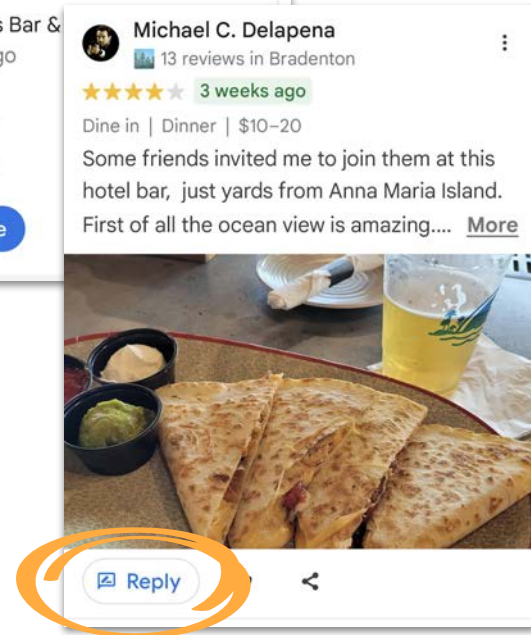 s Bar &
go
e
Michael C. Delapena
13 reviews in Bradenton
3 weeks ago
Dine in | Dinner | $10–20
Some friends invited me to join them at this
hotel bar, just yards from Anna Maria Island.
First of all the ocean view is amazing.... More
Reply